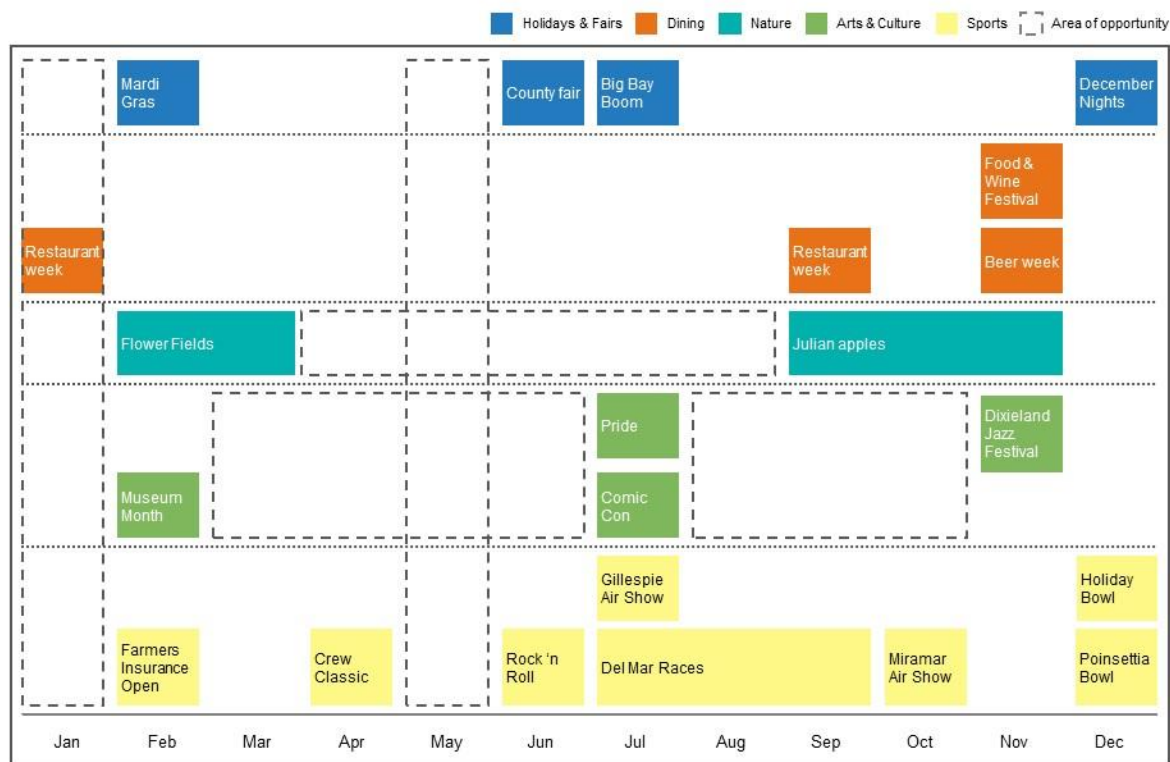 Holidays & Fairs Dining Nature Arts & Culture Sports Area of opportunity
Mardi
Gras
County fair
Big Bay
Boom
December
Nights
Food &
Wine
Festival
Restaurant
week
Restaurant
week
Beer week
Flower Fields
Julian apples
Pride
Dixieland
Jazz
Festival
Museum
Month
Comic
Con
Gillespie
Air Show
Holiday
Bowl
Farmers
Insurance
Open
Crew
Classic
Rock ‘n
Roll
Del Mar Races
Miramar
Air Show
Poinsettia
Bowl
Jan Feb Mar Apr May Jun Jul Aug Sep Oct Nov Dec